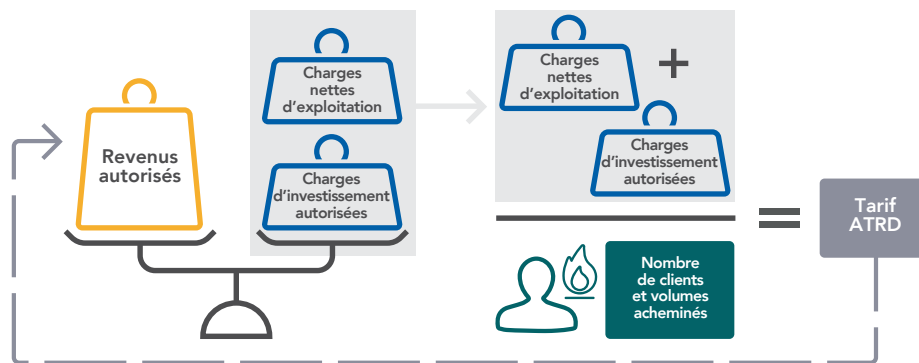 Revenus
autorisés
Charges
nettes
d'exploitation
Charges
d'investissement
autorisées
Charges
nettes
d'exploitation
+
Charges
d'investissement
autorisées
=
Tarif
ATRD
Nombre
de clients
et volumes
acheminés